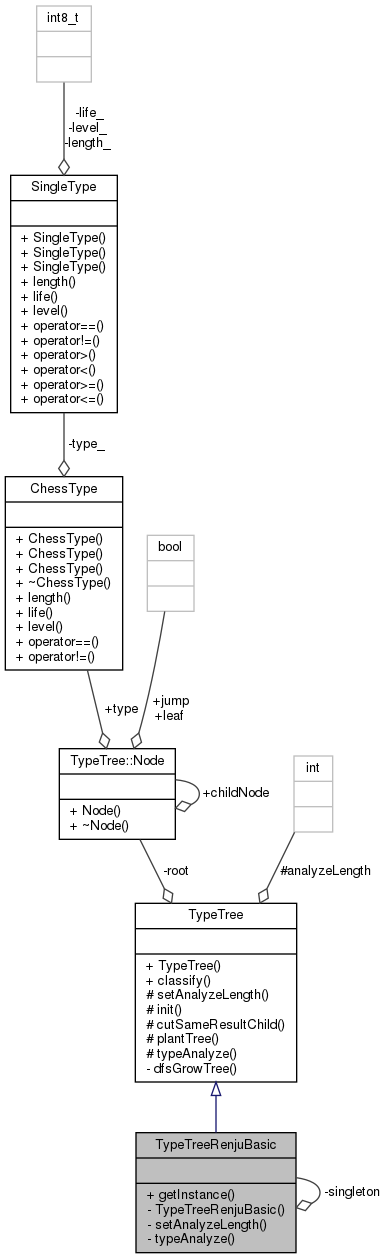 int8_t
-life_
-level_
-length_
SingleType
+ SingleType()
+ SingleType()
+ SingleType()
+ length()
+ life()
+ level()
+ operator==()
+ operator!=()
+ operator>()
+ operator<()
+ operator>=()
+ operator<=()
-type_
ChessType
+ ChessType()
+ ChessType()
+ ChessType()
+ ~ChessType()
+ length()
+ life()
+ level()
+ operator==()
+ operator!=()
bool
+type
+jump
+leaf
TypeTree::Node
+ Node()
+ ~Node()
+childNode
int
-root
#analyzeLength
TypeTree
+ TypeTree()
+ classify()
# setAnalyzeLength()
# init()
# cutSameResultChild()
# plantTree()
# typeAnalyze()
- dfsGrowTree()
TypeTreeRenjuBasic
+ getInstance()
- TypeTreeRenjuBasic()
- setAnalyzeLength()
- typeAnalyze()
-singleton